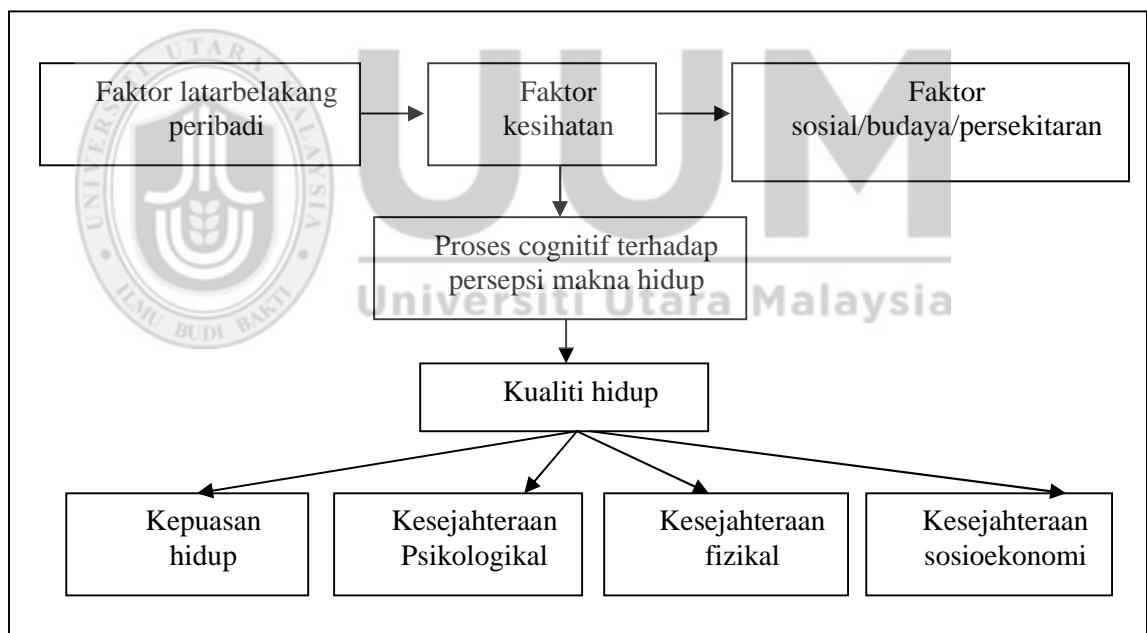 UNIVERSITI UTARA MALAYSIA
ILMU BUDI BAKTI
UUM
Universiti Utara Malaysia
Faktor latarbelakang
peribadi
Faktor
kesihatan
Faktor
sosial/budaya/persekitaran
Proses cognitif terhadap
persepsi makna hidup
Kualiti hidup
Kepuasan
hidup
Kesejahteraan
Psikologikal
Kesejahteraan
fizikal
Kesejahteraan
sosioekonomi